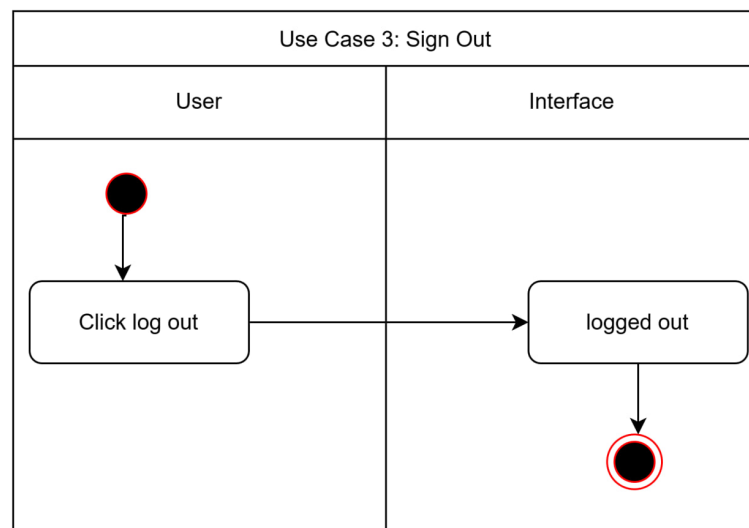 Use Case 3: Sign Out
User
Interface
Click log out
logged out